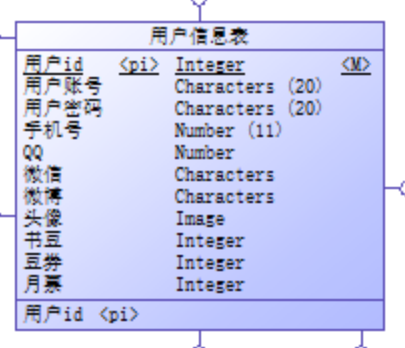 用户信息表
用户id <pi> Integer <M>
用户账号 Characters (20)
用户密码 Characters (20)
手机号 Number (11)
QQ Number
微信 Characters
微博 Characters
头像 Image
书豆 Integer
豆券 Integer
月票 Integer
用户id <pi>